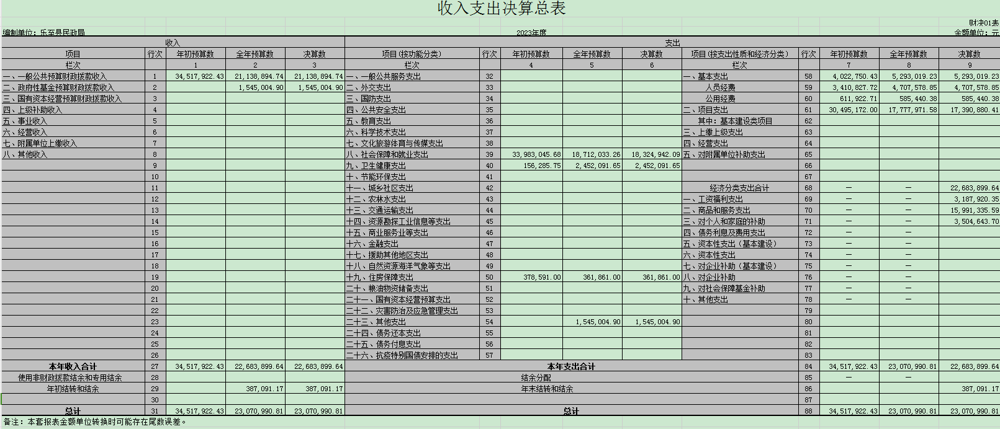 收入支出决算总表
财决01表
编制单位：乐至县民政局 2023年度 金额单位：元
收入 支出
项目 行次 年初预算数 全年预算数 决算数 项目(按功能分类) 行次 年初预算数 全年预算数 决算数 项目(按支出性质和经济分类) 行次 年初预算数 全年预算数 决算数
栏次 1 2 3 栏次 4 5 6 栏次 7 8 9
一、一般公共预算财政拨款收入 1 34,517,922.43 21,138,894.74 21,138,894.74 一、一般公共服务支出 32 一、基本支出 58 4,022,750.43 5,293,019.23 5,293,019.23
二、政府性基金预算财政拨款收入 2 1,545,004.90 1,545,004.90 二、外交支出 33 人员经费 59 3,410,827.72 4,707,578.85 4,707,578.85
三、国有资本经营预算财政拨款收入 3 三、国防支出 34 公用经费 60 611,922.71 585,440.38 585,440.38
四、上级补助收入 4 四、公共安全支出 35 二、项目支出 61 30,495,172.00 17,777,971.58 17,390,880.41
五、事业收入 5 五、教育支出 36 其中：基本建设类项目 62
六、经营收入 6 六、科学技术支出 37 三、上缴上级支出 63
七、附属单位上缴收入 7 七、文化旅游体育与传媒支出 38 四、经营支出 64
八、其他收入 8 八、社会保障和就业支出 39 33,983,045.68 18,712,033.26 18,324,942.09 五、对附属单位补助支出 65
9 九、卫生健康支出 40 156,285.75 2,452,091.65 2,452,091.65 66
10 十、节能环保支出 41 67
11 十一、城乡社区支出 42 经济分类支出合计 68 — — 22,683,899.64
12 十二、农林水支出 43 一、工资福利支出 69 — — 3,187,920.35
13 十三、交通运输支出 44 二、商品和服务支出 70 — — 15,991,335.59
14 十四、资源勘探工业信息等支出 45 三、对个人和家庭的补助 71 — — 3,504,643.70
15 十五、商业服务业等支出 46 四、债务利息及费用支出 72 — —
16 十六、金融支出 47 五、资本性支出（基本建设） 73 — —
17 十七、援助其他地区支出 48 六、资本性支出 74 — —
18 十八、自然资源海洋气象等支出 49 七、对企业补助（基本建设） 75 — —
19 十九、住房保障支出 50 378,591.00 361,861.00 361,861.00 八、对企业补助 76 — —
20 二十、粮油物资储备支出 51 九、对社会保障基金补助 77 — —
21 二十一、国有资本经营预算支出 52 十、其他支出 78 — —
22 二十二、灾害防治及应急管理支出 53 79
23 二十三、其他支出 54 1,545,004.90 1,545,004.90 80
24 二十四、债务还本支出 55 81
25 二十五、债务付息支出 56 82
26 二十六、抗疫特别国债安排的支出 57 83
本年收入合计 27 34,517,922.43 22,683,899.64 22,683,899.64 本年支出合计 84 34,517,922.43 23,070,990.81 22,683,899.64
使用非财政拨款结余和专用结余 28 结余分配 85 — —
年初结转和结余 29 387,091.17 387,091.17 年末结转和结余 86 387,091.17
30 87
总计 31 34,517,922.43 23,070,990.81 23,070,990.81 总计 88 34,517,922.43 23,070,990.81 23,070,990.81
备注：本套报表金额单位转换时可能存在尾数误差。